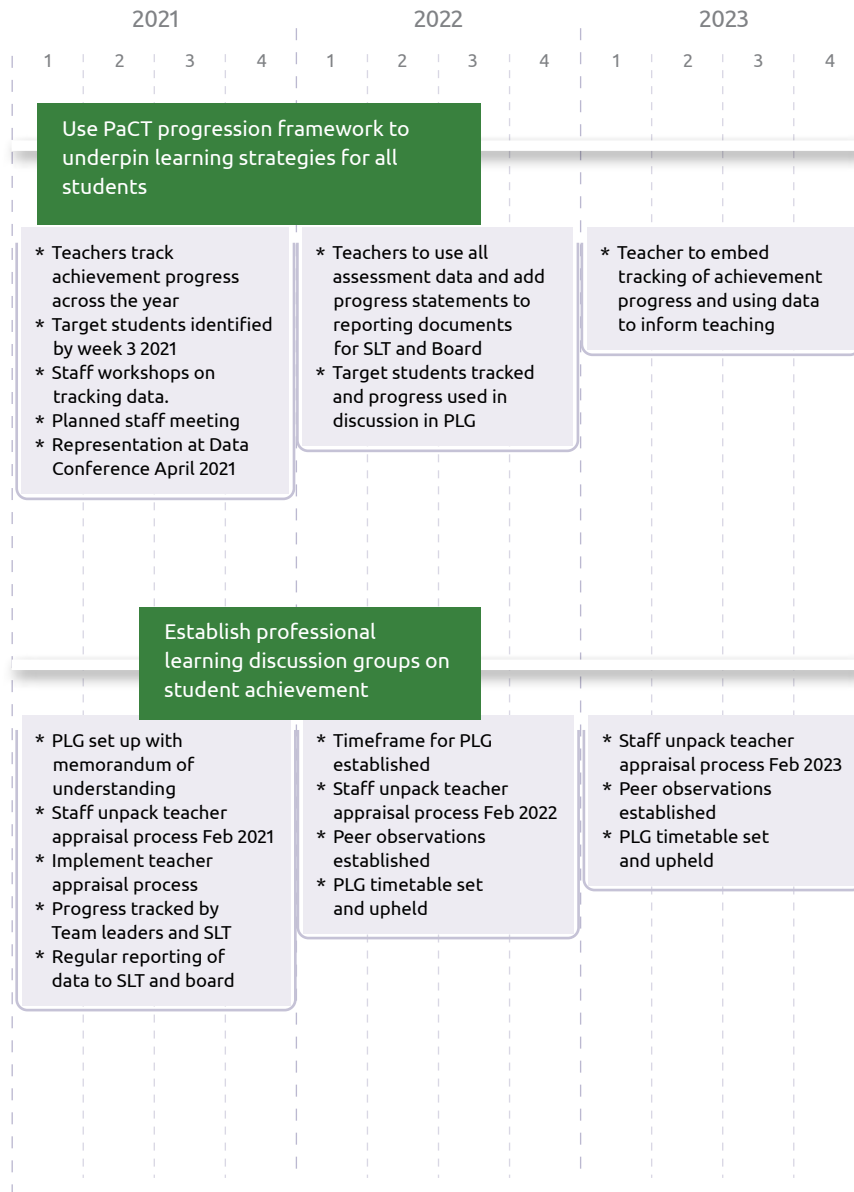 2021
2022
2023
1
2
3
4
1
2
3
4
1
2
3
4
Use PaCT progression framework to
underpin learning strategies for all
students
* Teachers track
achievement progress
across the year
* Target students identified
by week 3 2021
* Staff workshops on
tracking data.
* Planned staff meeting
* Representation at Data
Conference April 2021
* Teachers to use all
assessment data and add
progress statements to
reporting documents
for SLT and Board
* Target students tracked
and progress used in
discussion in PLG
* Teacher to embed
tracking of achievement
progress and using data
to inform teaching
Establish professional
learning discussion groups on
student achievement
* PLG set up with
memorandum of
understanding
* Staff unpack teacher
appraisal process Feb 2021
* Implement teacher
appraisal process
* Progress tracked by
Team leaders and SLT
* Regular reporting of
data to SLT and board
* Timeframe for PLG
established
* Staff unpack teacher
appraisal process Feb 2022
* Peer observations
established
* PLG timetable set
and upheld
* Staff unpack teacher
appraisal process Feb 2023
* Peer observations
established
* PLG timetable set
and upheld